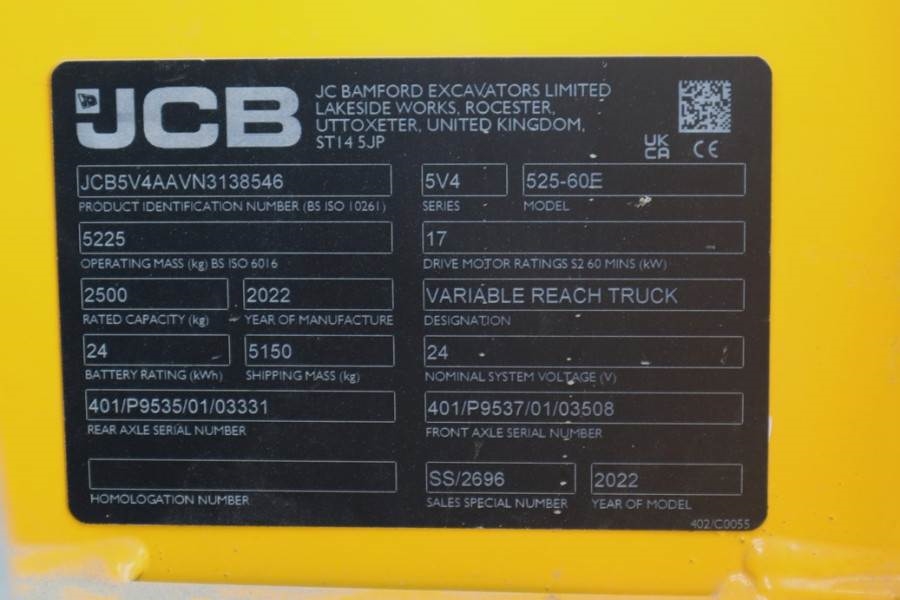 JCB
JC BAMFORD EXCAVATORS LIMITED
LAKESIDE WORKS, ROCESTER,
UTTOXETER, UNITED KINGDOM,
ST14 5JP
UK
CA CE
JCB5V4AAVN3138546 5V4 525-60E
PRODUCT IDENTIFICATION NUMBER (BS ISO 10261) SERIES MODEL
5225 17
OPERATING MASS (kg) BS ISO 6016 DRIVE MOTOR RATINGS S2 60 MINS (kW)
2500 2022 VARIABLE REACH TRUCK
RATED CAPACITY (kg) YEAR OF MANUFACTURE DESIGNATION
24 5150 24
BATTERY RATING (kWh) SHIPPING MASS (kg) NOMINAL SYSTEM VOLTAGE (V)
401/P9535/01/03331 401/P9537/01/03508
REAR AXLE SERIAL NUMBER FRONT AXLE SERIAL NUMBER
SS/2696 2022
HOMOLOGATION NUMBER SALES SPECIAL NUMBER YEAR OF MODEL
402/C0055